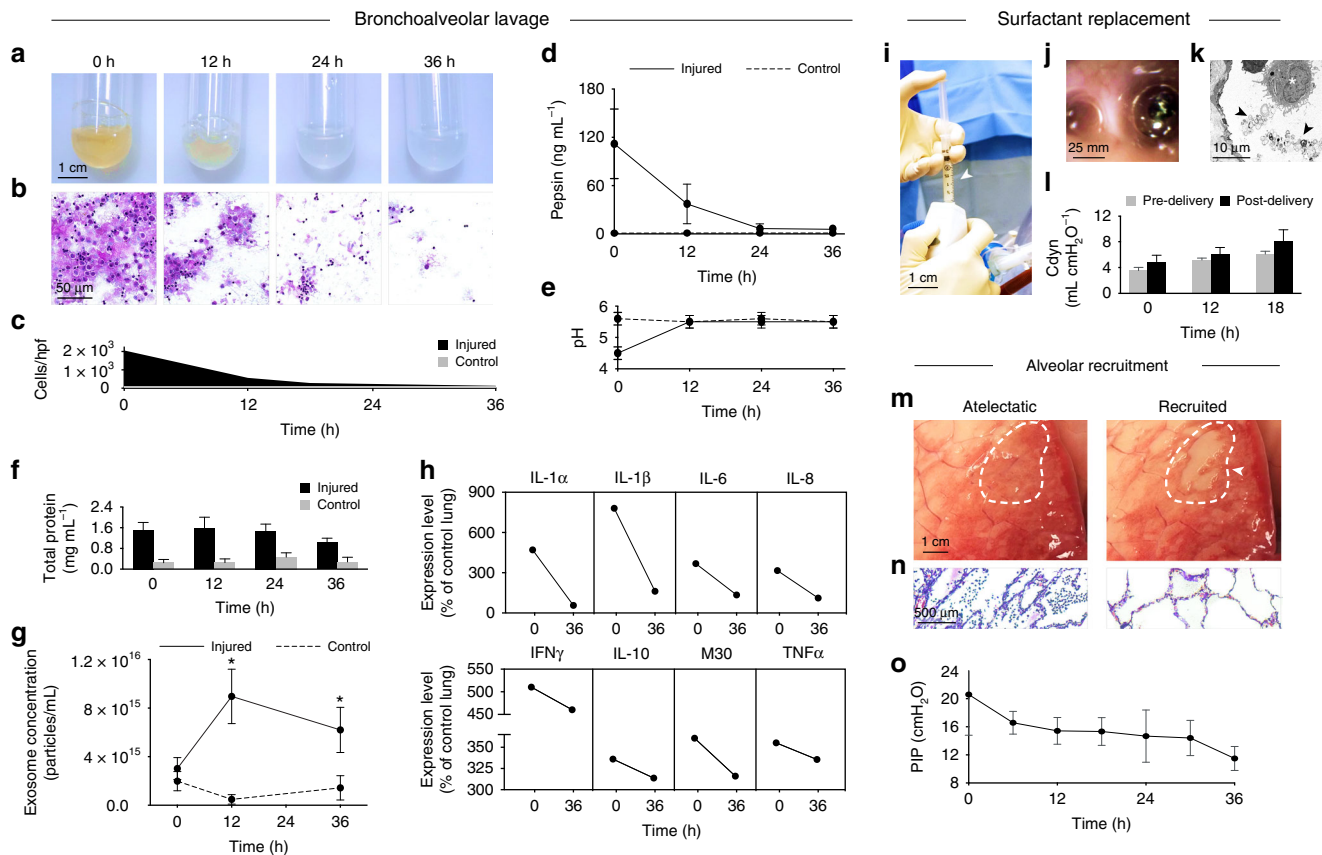 Bronchoalveolar lavage
a
0 h 12 h 24 h 36 h
1 cm
b
50 μm
c
Cells/hpf
2 × 10³
1 × 10³
0
Injured
Control
0 12 24 36
Time (h)
d
Injured Control
Pepsin (ng mL⁻¹)
180
120
60
0
0 12 24 36
Time (h)
e
pH
6
5
4
0 12 24 36
Time (h)
f
Injured
Control
Total protein
(mg mL⁻¹)
2.4
1.6
0.8
0.0
0 12 24 36
Time (h)
g
Injured Control
Exosome concentration
(particles/mL)
1.2 × 10¹⁶
8 × 10¹⁵
4 × 10¹⁵
0.0
* *
0 12 24 36
Time (h)
h
IL-1α IL-1β IL-6 IL-8
Expression level
(% of control lung)
900
600
300
0
0 36 0 36 0 36 0 36
IFNγ IL-10 M30 TNFα
Expression level
(% of control lung)
550
500
450
350
325
300
0 36 0 36 0 36 0 36
Time (h)
Surfactant replacement
i
1 cm
j
25 mm
k
*
10 μm
l
Pre-delivery Post-delivery
Cdyn
(mL cmH₂O⁻¹)
12
8
4
0
0 12 18
Time (h)
Alveolar recruitment
m
Atelectatic Recruited
1 cm
n
500 μm
o
PIP (cmH₂O)
24
20
16
12
0 12 24 36
Time (h)